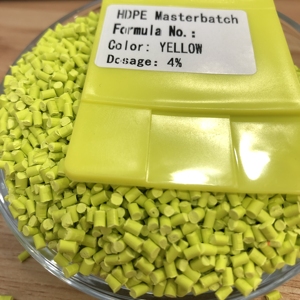 HDPE Masterbatch
Formula No.:
Color: YELLOW
Dosage: 4%